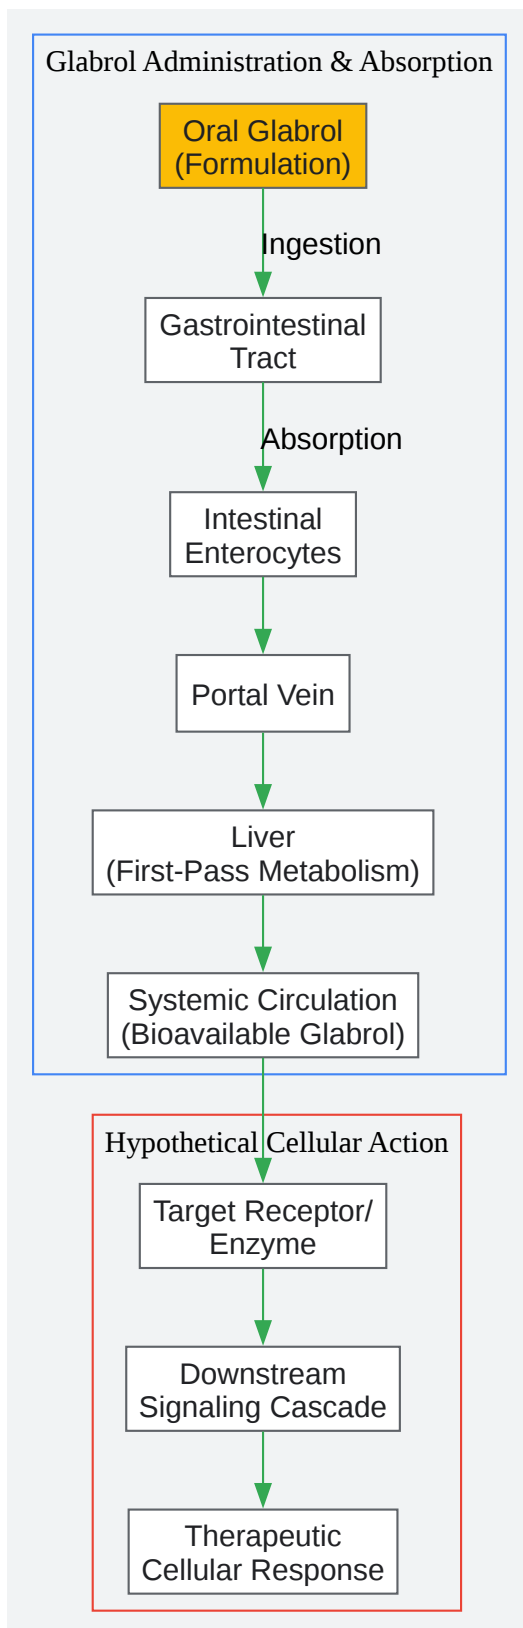 Glabrol Administration & Absorption
Oral Glabrol
(Formulation)
Ingestion
Gastrointestinal
Tract
Absorption
Intestinal
Enterocytes
Portal Vein
Liver
(First-Pass Metabolism)
Systemic Circulation
(Bioavailable Glabrol)
Hypothetical Cellular Action
Target Receptor/
Enzyme
Downstream
Signaling Cascade
Therapeutic
Cellular Response